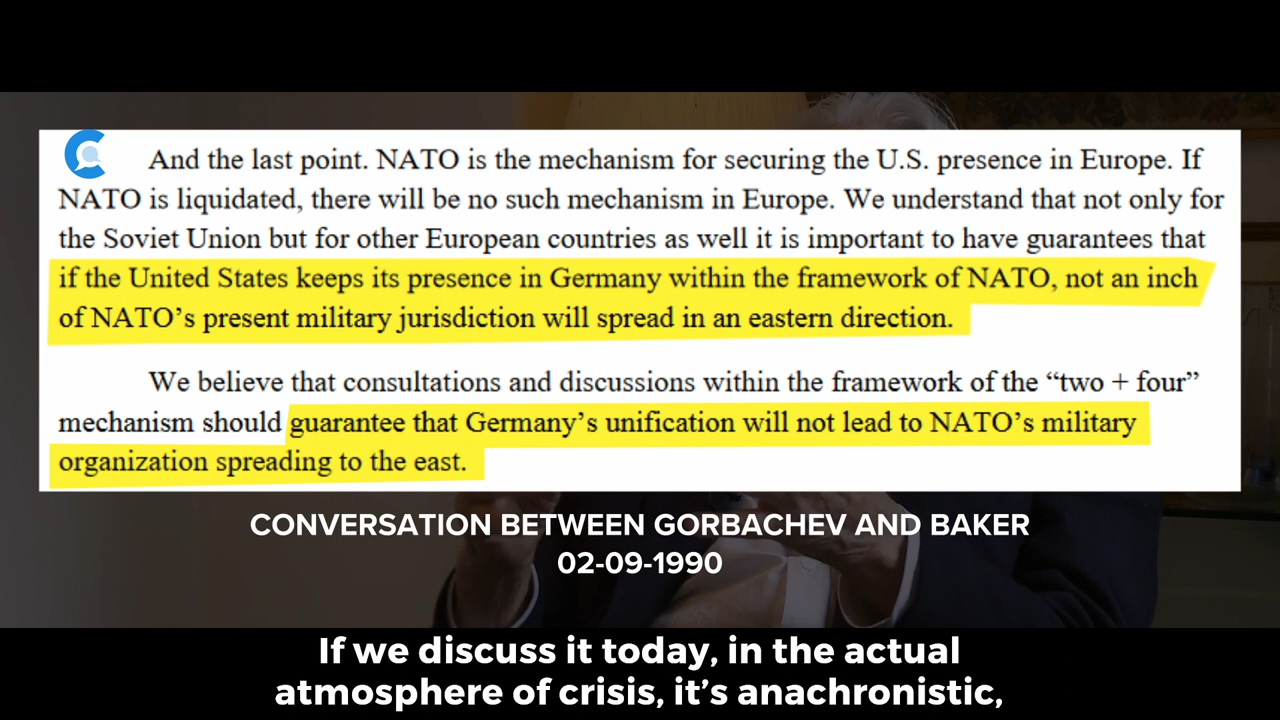 And the last point. NATO is the mechanism for securing the U.S. presence in Europe. If
NATO is liquidated, there will be no such mechanism in Europe. We understand that not only for
the Soviet Union but for other European countries as well it is important to have guarantees that
if the United States keeps its presence in Germany within the framework of NATO, not an inch
of NATO’s present military jurisdiction will spread in an eastern direction.
We believe that consultations and discussions within the framework of the “two + four”
mechanism should guarantee that Germany’s unification will not lead to NATO’s military
organization spreading to the east.
CONVERSATION BETWEEN GORBACHEV AND BAKER
02-09-1990
If we discuss it today, in the actual
atmosphere of crisis, it’s anachronistic,